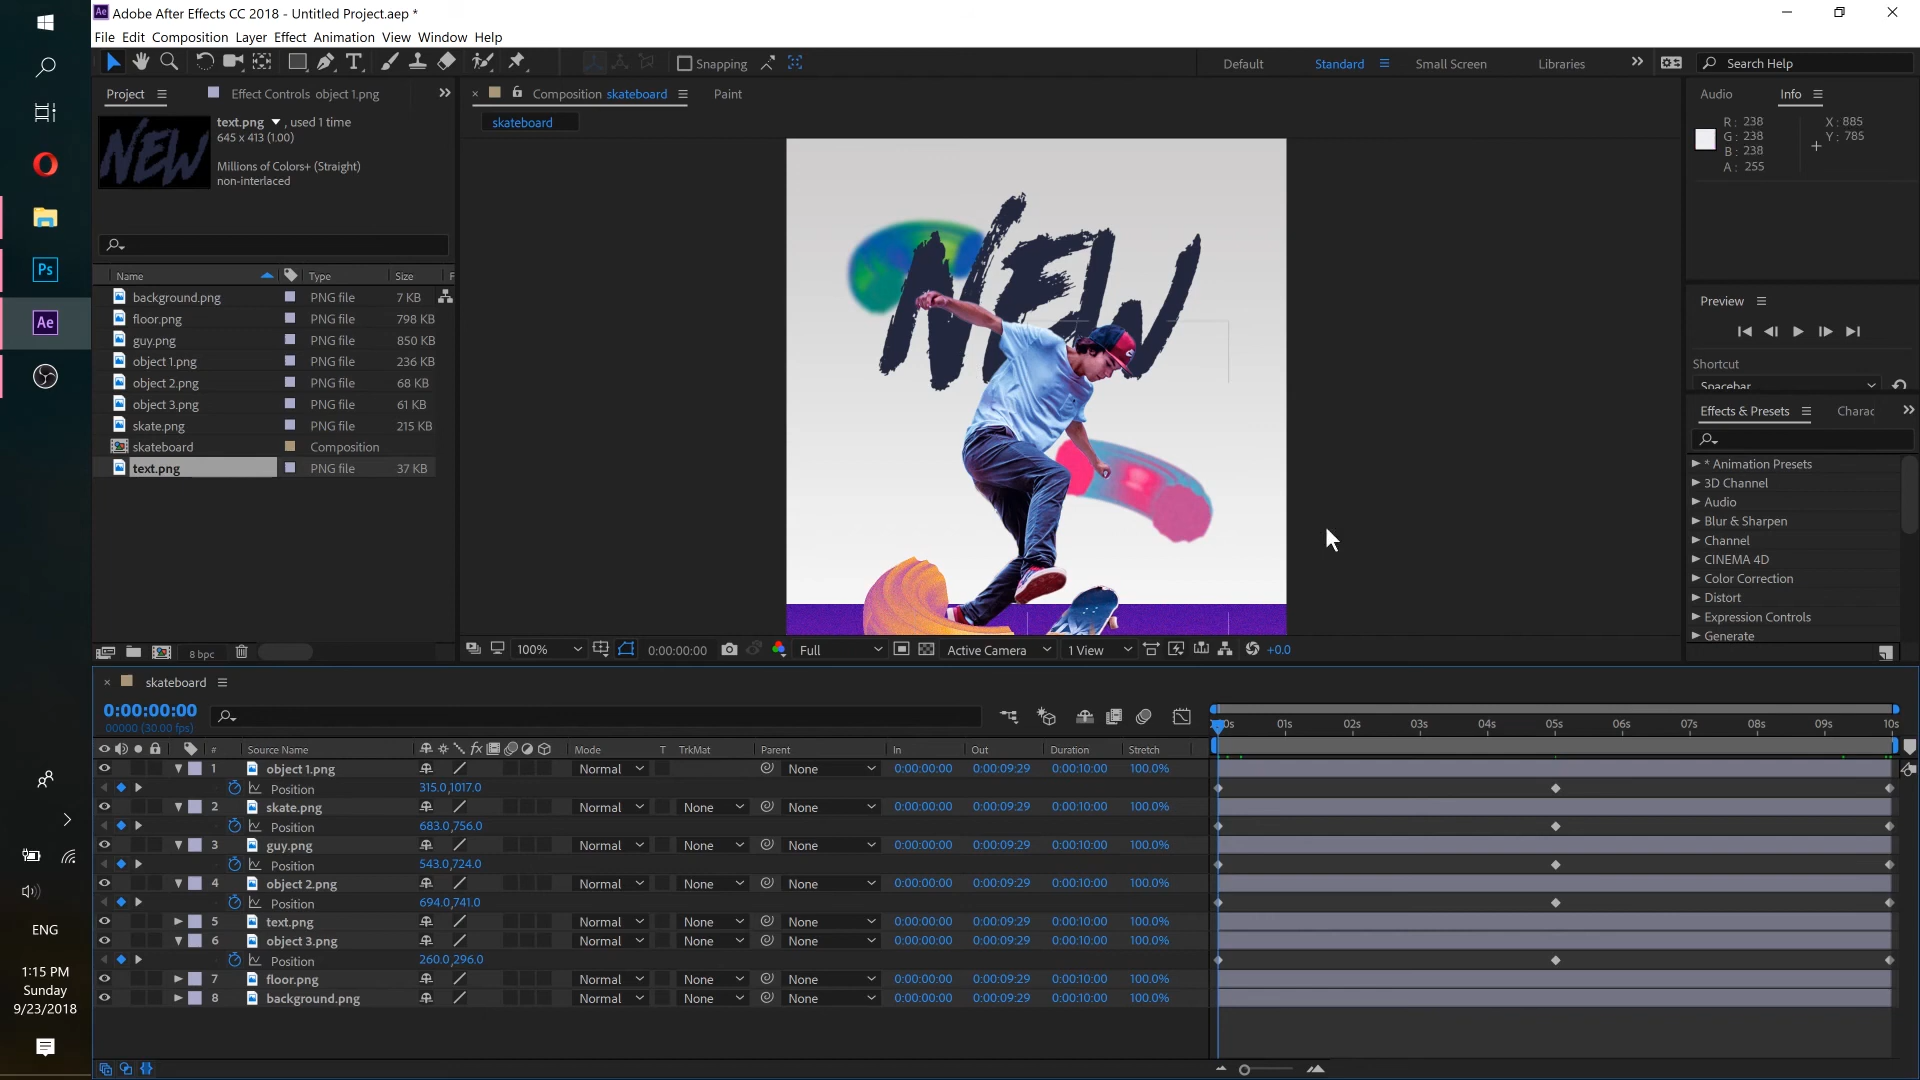 Adobe After Effects CC 2018 - Untitled Project.aep *
File Edit Composition Layer Effect Animation View Window Help
Snapping
Default Standard Small Screen Libraries
Search Help
Project
Effect Controls object 1.png
Composition skateboard
Paint
Audio Info
skateboard
text.png , used 1 time
645 x 413 (1.00)
Millions of Colors+ (Straight)
non-interlaced
NEW
R: 238
G: 238
B: 238
A: 255
X: 885
Y: 785
Name Type Size F
background.png PNG file 7 KB
floor.png PNG file 798 KB
guy.png PNG file 850 KB
object 1.png PNG file 236 KB
object 2.png PNG file 68 KB
object 3.png PNG file 61 KB
skate.png PNG file 215 KB
skateboard Composition
text.png PNG file 37 KB
8 bpc
NEW
Preview
Shortcut
Spacebar
Effects & Presets Charac
* Animation Presets
3D Channel
Audio
Blur & Sharpen
Channel
CINEMA 4D
Color Correction
Distort
Expression Controls
Generate
100% 0:00:00:00 Full Active Camera 1 View +0.0
Ps
Ae
skateboard
0:00:00:00
00000 (30.00 fps)
0s 01s 02s 03s 04s 05s 06s 07s 08s 09s 10s
# Source Name fx Mode T TrkMat Parent In Out Duration Stretch
1 object 1.png Normal None 0:00:00:00 0:00:09:29 0:00:10:00 100.0%
Position 315.0,1017.0
2 skate.png Normal None None 0:00:00:00 0:00:09:29 0:00:10:00 100.0%
Position 683.0,756.0
3 guy.png Normal None None 0:00:00:00 0:00:09:29 0:00:10:00 100.0%
Position 543.0,724.0
4 object 2.png Normal None None 0:00:00:00 0:00:09:29 0:00:10:00 100.0%
Position 694.0,741.0
5 text.png Normal None None 0:00:00:00 0:00:09:29 0:00:10:00 100.0%
6 object 3.png Normal None None 0:00:00:00 0:00:09:29 0:00:10:00 100.0%
Position 260.0,296.0
7 floor.png Normal None None 0:00:00:00 0:00:09:29 0:00:10:00 100.0%
8 background.png Normal None None 0:00:00:00 0:00:09:29 0:00:10:00 100.0%
ENG
1:15 PM
Sunday
9/23/2018